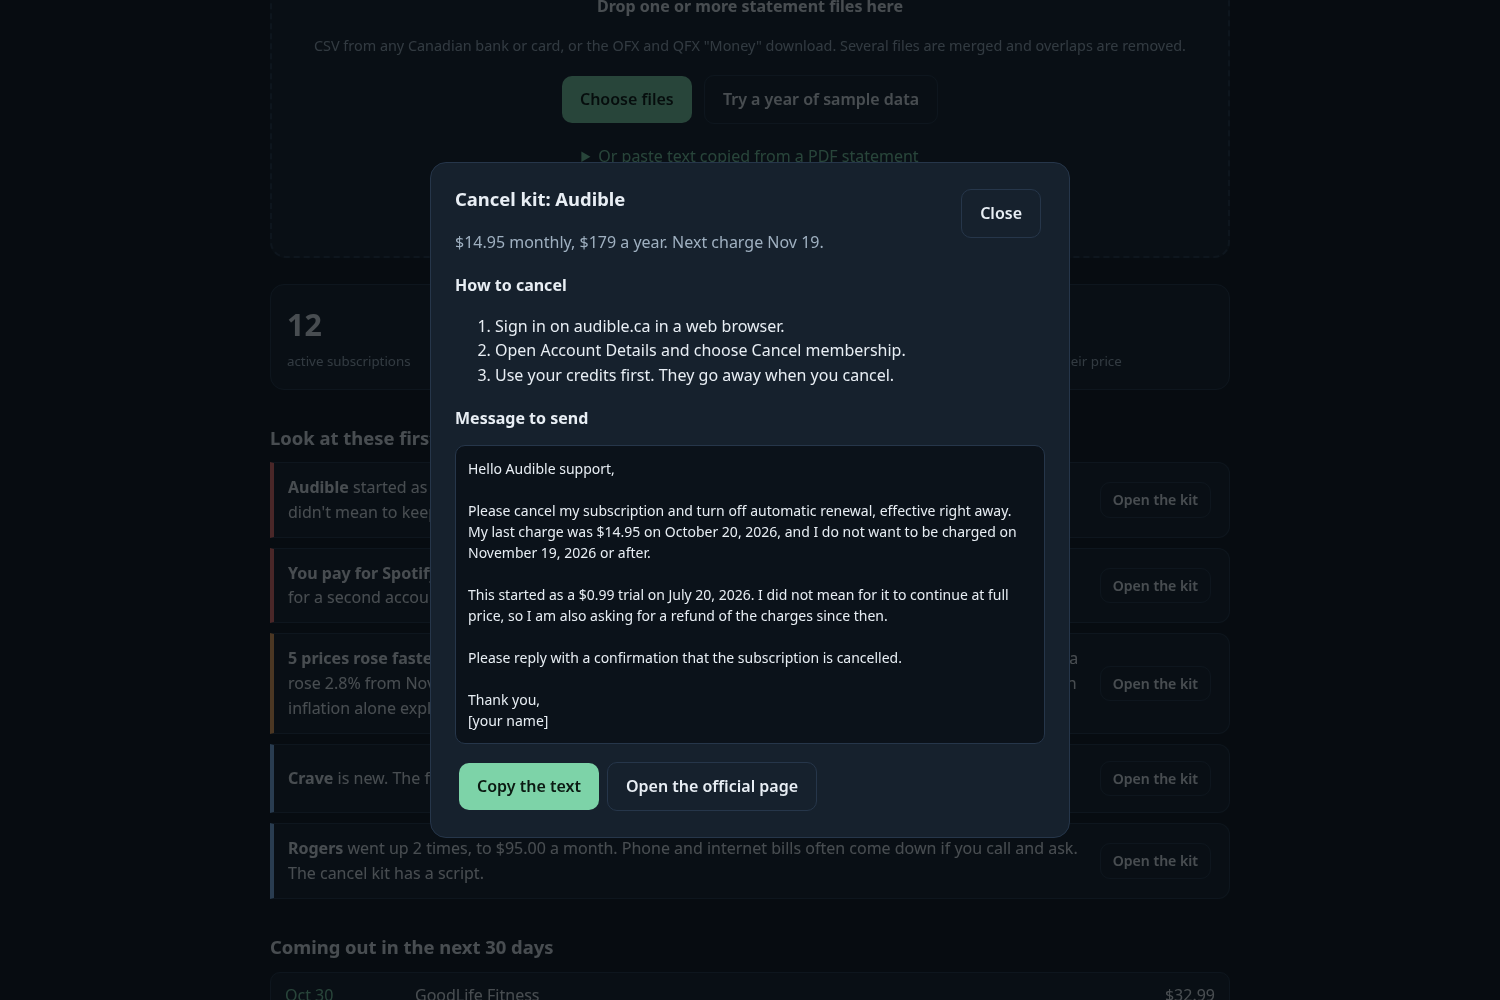 Drop one or more statement files here
CSV from any Canadian bank or card, or the OFX and QFX "Money" download. Several files are merged and overlaps are removed.
Choose files
Try a year of sample data
Or paste text copied from a PDF statement
Cancel kit: Audible
Close
$14.95 monthly, $179 a year. Next charge Nov 19.
How to cancel
1. Sign in on audible.ca in a web browser.
2. Open Account Details and choose Cancel membership.
3. Use your credits first. They go away when you cancel.
Message to send
Hello Audible support,
Please cancel my subscription and turn off automatic renewal, effective right away.
My last charge was $14.95 on October 20, 2026, and I do not want to be charged on
November 19, 2026 or after.
This started as a $0.99 trial on July 20, 2026. I did not mean for it to continue at full
price, so I am also asking for a refund of the charges since then.
Please reply with a confirmation that the subscription is cancelled.
Thank you,
[your name]
Copy the text
Open the official page
12
active subscriptions
eir price
Look at these firs
Audible started as
didn't mean to kee
Open the kit
You pay for Spotif
for a second accou
Open the kit
5 prices rose faste
a
rose 2.8% from Nov
inflation alone expl
Open the kit
Crave is new. The f
Open the kit
Rogers went up 2 times, to $95.00 a month. Phone and internet bills often come down if you call and ask.
The cancel kit has a script.
Open the kit
Coming out in the next 30 days
Oct 30
GoodLife Fitness
$32.99